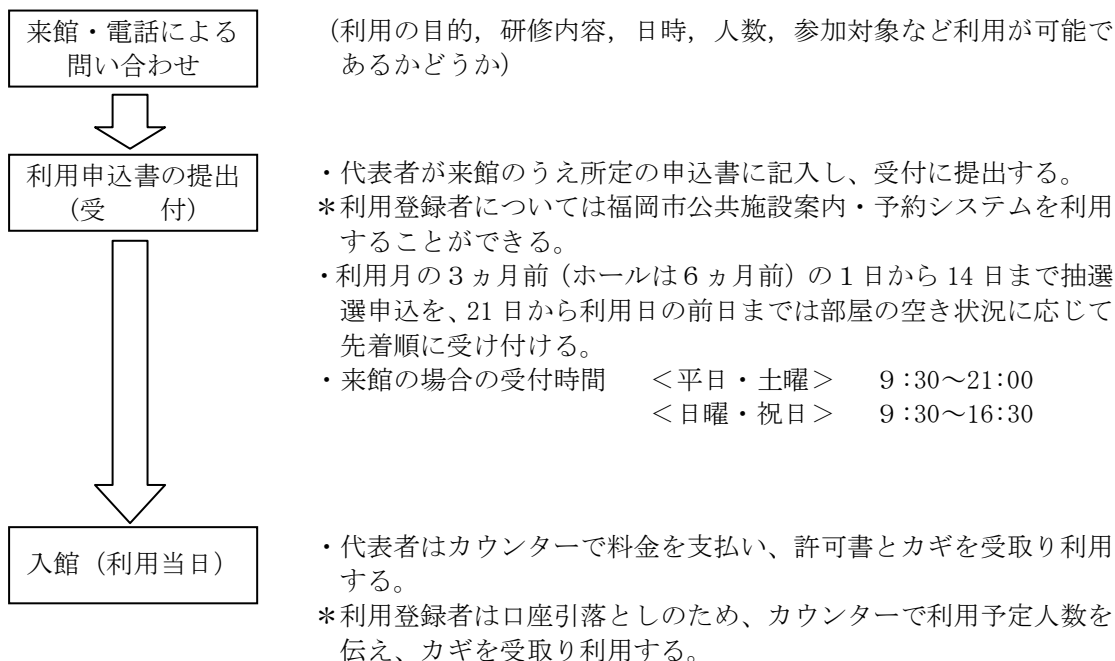 来館・電話による
問い合わせ
（利用の目的，研修内容，日時，人数，参加対象など利用が可能で
あるかどうか）
利用申込書の提出
（受　　付）
・代表者が来館のうえ所定の申込書に記入し、受付に提出する。
＊利用登録者については福岡市公共施設案内・予約システムを利用
することができる。
・利用月の３ヵ月前（ホールは６ヵ月前）の１日から 14 日まで抽選
選申込を、21 日から利用日の前日までは部屋の空き状況に応じて
先着順に受け付ける。
・来館の場合の受付時間　＜平日・土曜＞　９:30～21:00
＜日曜・祝日＞　９:30～16:30
入館（利用当日）
・代表者はカウンターで料金を支払い、許可書とカギを受取り利用
する。
＊利用登録者は口座引落としのため、カウンターで利用予定人数を
伝え、カギを受取り利用する。